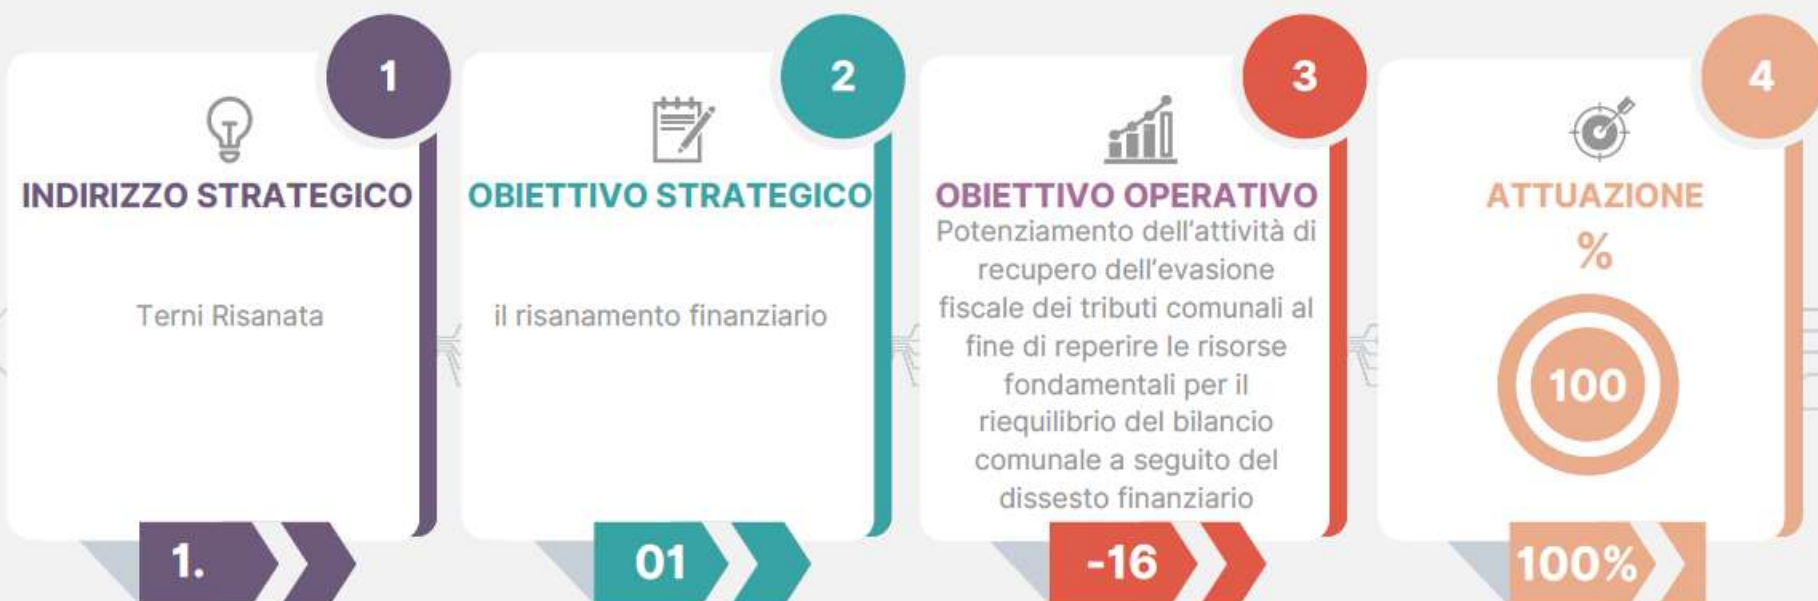 1
INDIRIZZO STRATEGICO
Terni Risanata
1.
2
OBIETTIVO STRATEGICO
il risanamento finanziario
01
3
OBIETTIVO OPERATIVO
Potenziamento dell'attività di
recupero dell'evasione
fiscale dei tributi comunali al
fine di reperire le risorse
fondamentali per il
riequilibrio del bilancio
comunale a seguito del
dissesto finanziario
-16
4
ATTUAZIONE
%
100
100%